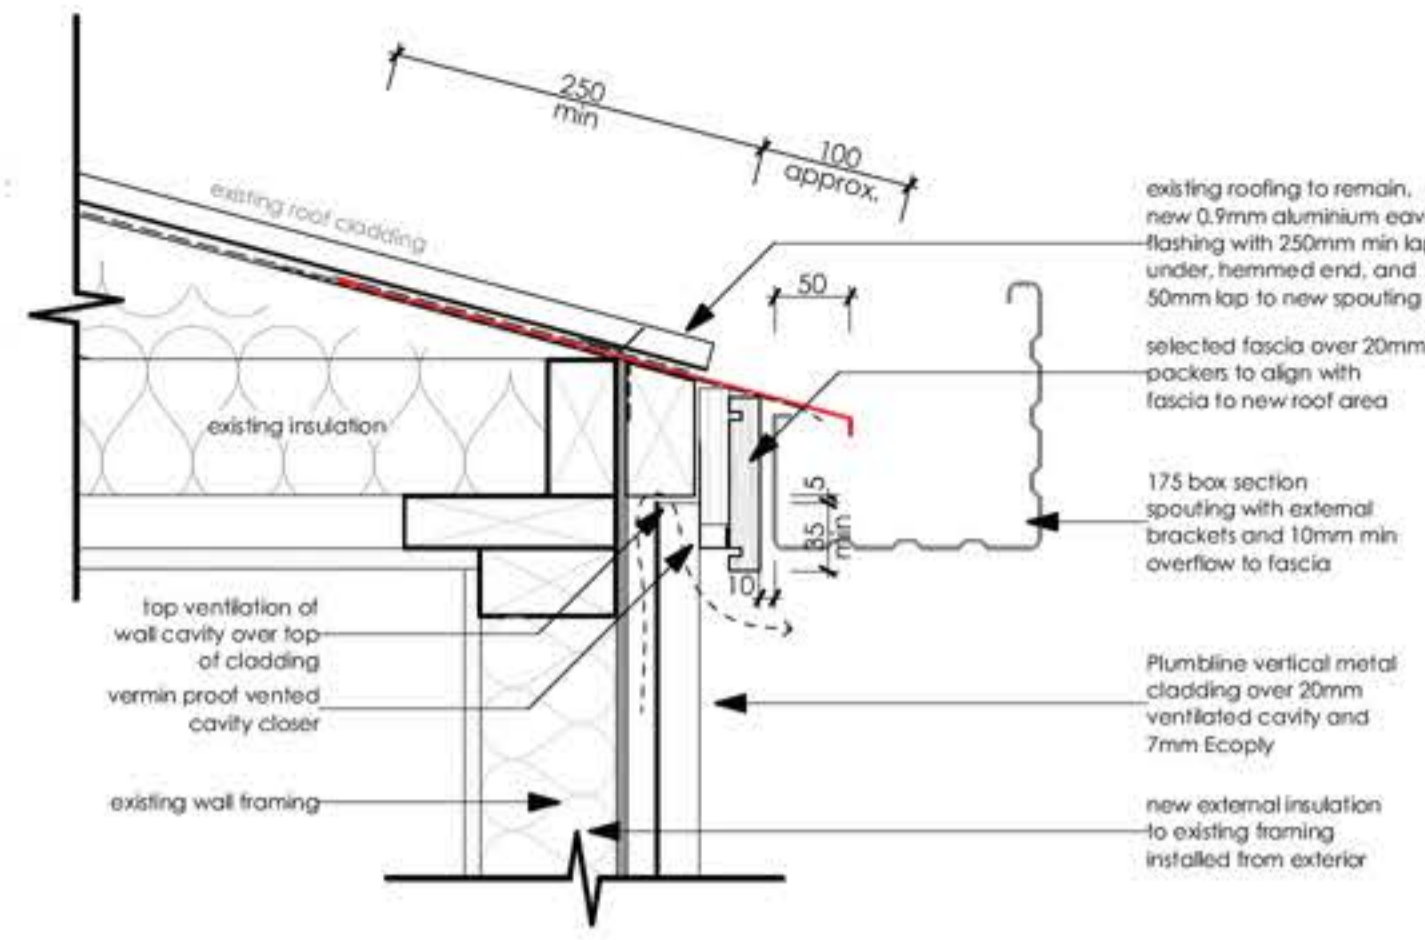 250
min
100
approx.
existing roof cladding
existing roofing to remain.
new 0.9mm aluminium eav
flashing with 250mm min lap
under, hemmed end, and
50mm lap to new spouting
50
selected fascia over 20mm
packers to align with
fascia to new roof area
existing insulation
5
35
min
10
175 box section
spouting with external
brackets and 10mm min
overflow to fascia
top ventilation of
wall cavity over top
of cladding
vermin proof vented
cavity closer
Plumbline vertical metal
cladding over 20mm
ventilated cavity and
7mm Ecoply
existing wall framing
new external insulation
to existing framing
installed from exterior